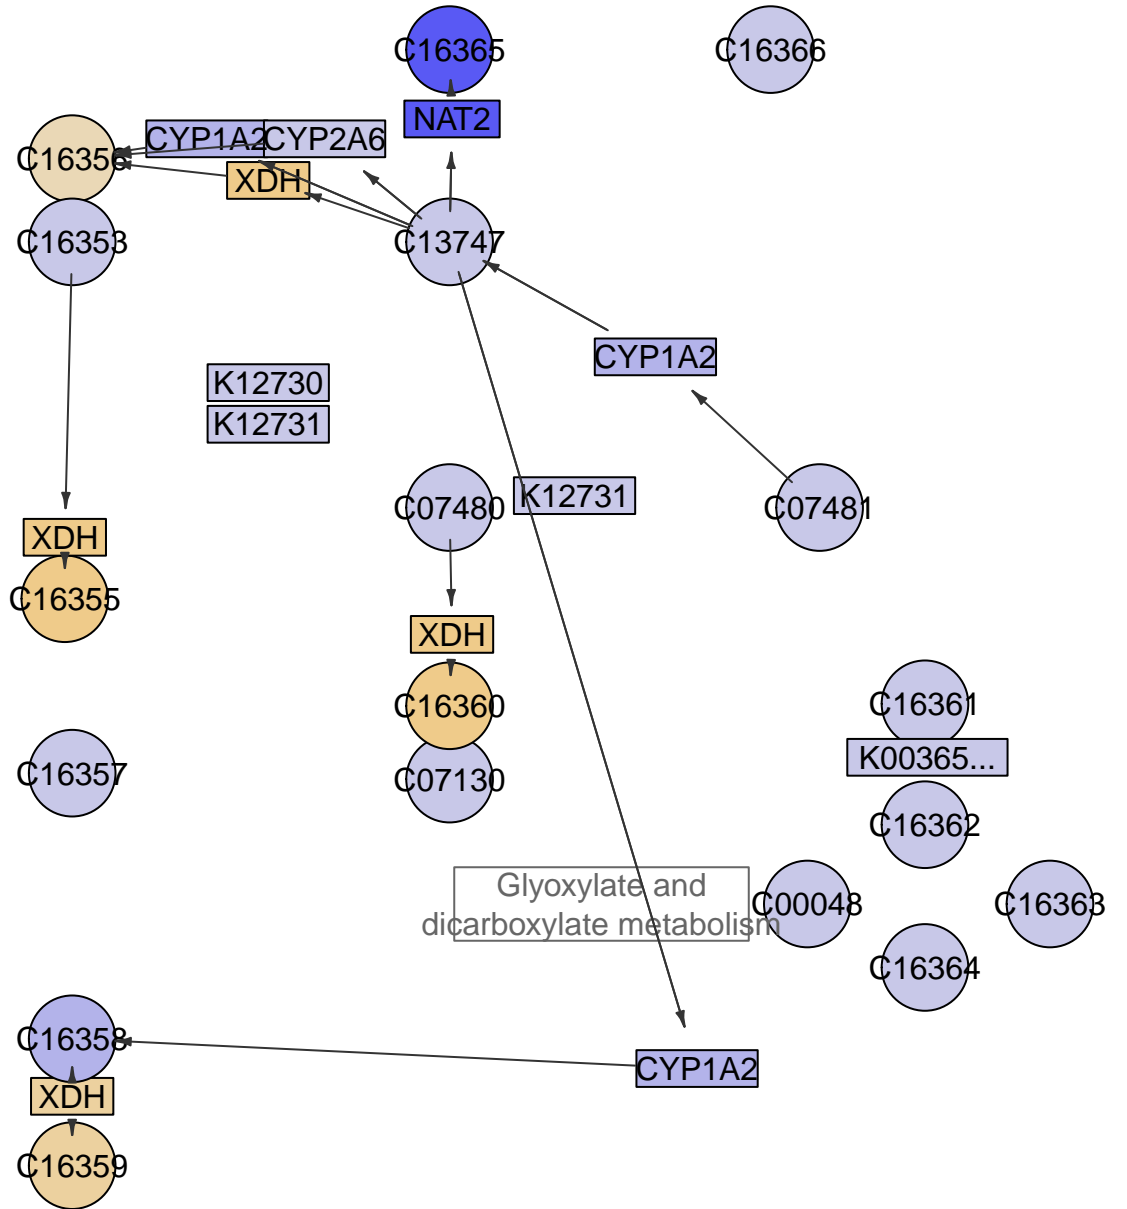 C16365
C16366
NAT2
CYP1A2
CYP2A6
C16356
XDH
C16353
C13747
CYP1A2
K12730
K12731
K12731
C07480
C07481
XDH
C16355
XDH
C16360
C16361
K00365...
C16357
C07130
C16362
Glyoxylate and
dicarboxylate metabolism
C00048
C16363
C16364
C16358
CYP1A2
XDH
C16359